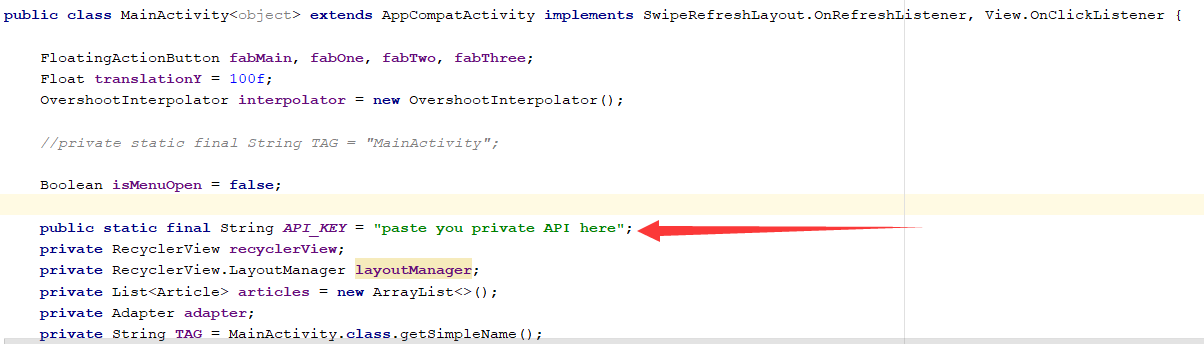 public class MainActivity<object> extends AppCompatActivity implements SwipeRefreshLayout.OnRefreshListener, View.OnClickListener {
FloatingActionButton fabMain, fabOne, fabTwo, fabThree;
Float translationY = 100f;
OvershootInterpolator interpolator = new OvershootInterpolator();
//private static final String TAG = "MainActivity";
Boolean isMenuOpen = false;
public static final String API_KEY = "paste you private API here";
private RecyclerView recyclerView;
private RecyclerView.LayoutManager layoutManager;
private List<Article> articles = new ArrayList<>();
private Adapter adapter;
private String TAG = MainActivity.class.getSimpleName();